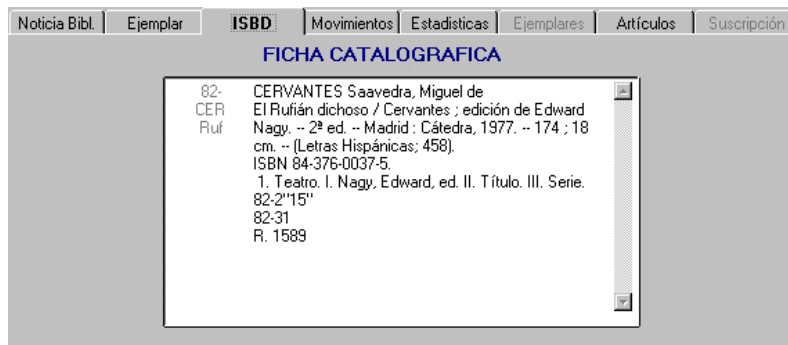 Noticia Bibl. Ejemplar ISBD Movimientos Estadisticas Ejemplares Artículos Suscripción
FICHA CATALOGRAFICA
82- CERVANTES Saavedra, Miguel de
CER El Rufián dichoso / Cervantes ; edición de Edward
Ruf Nagy. -- 2ª ed. -- Madrid : Cátedra, 1977. -- 174 ; 18
cm. -- (Letras Hispánicas; 458).
ISBN 84-376-0037-5.
1. Teatro. I. Nagy, Edward, ed. II. Título. III. Serie.
82-2"15"
82-31
R. 1589